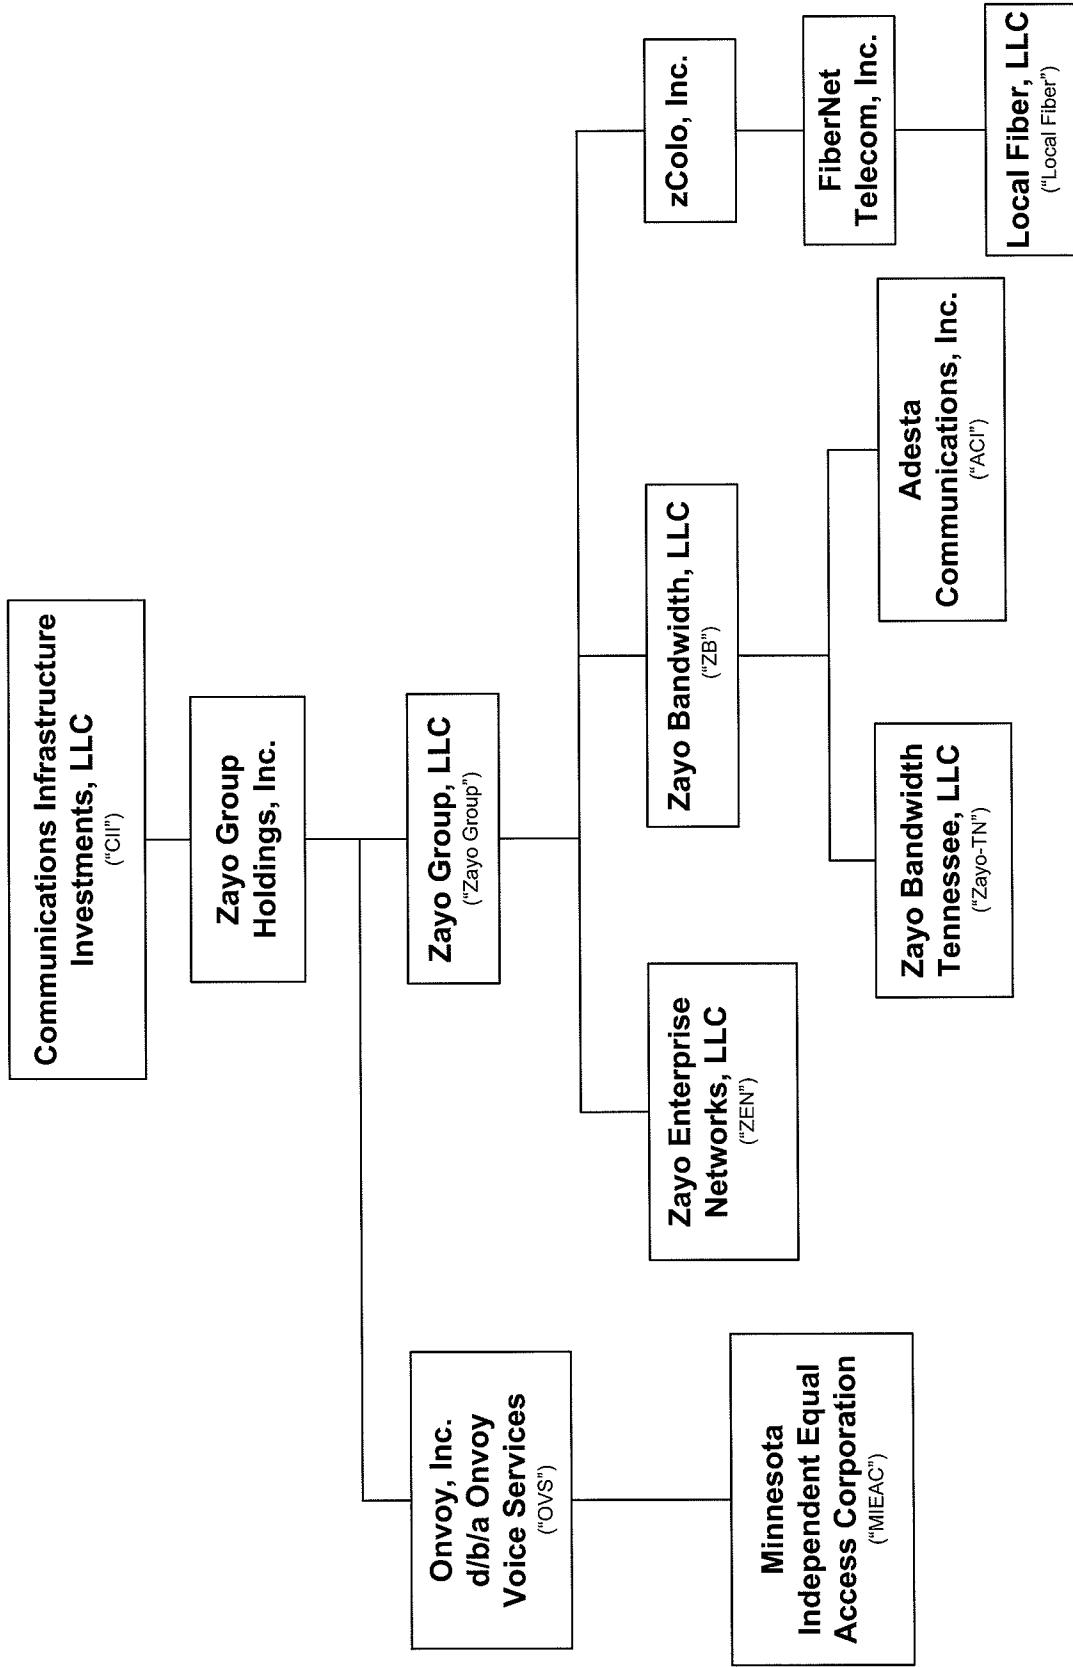 Communications Infrastructure
Investments, LLC
("CII")
Zayo Group
Holdings, Inc.
Onvoy, Inc.
d/b/a Onvoy
Voice Services
("OVS")
Zayo Group, LLC
("Zayo Group")
Minnesota
Independent Equal
Access Corporation
("MIEAC")
Zayo Enterprise
Networks, LLC
("ZEN")
Zayo Bandwidth, LLC
("ZB")
zColo, Inc.
Zayo Bandwidth
Tennessee, LLC
("Zayo-TN")
Adesta
Communications, Inc.
("ACI")
FiberNet
Telecom, Inc.
Local Fiber, LLC
("Local Fiber")